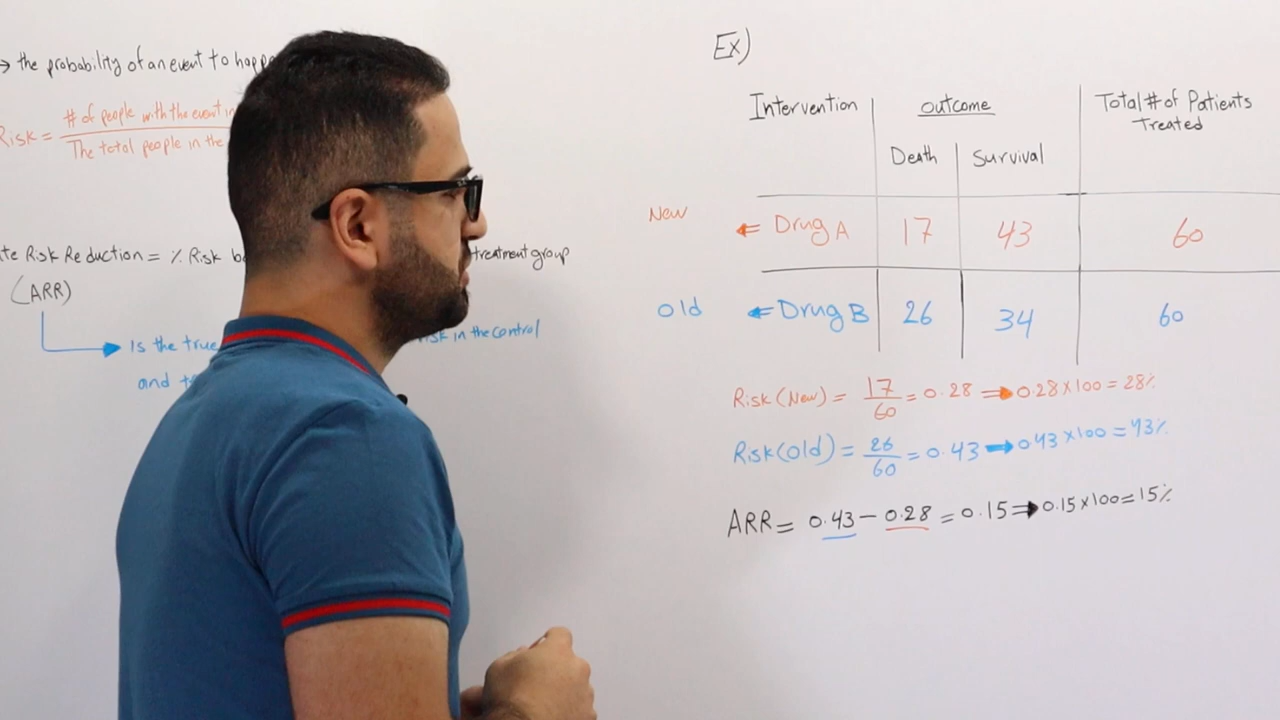 → the probability of an event to happe
Risk = # of people with the event in
The total people in the
te Risk Reduction = % Risk treatment group
(ARR)
Is the true risk in the control
and
Ex)
Intervention outcome Total # of Patients
Treated
Death Survival
New ← Drug A 17 43 60
Old ← Drug B 26 34 60
Risk (New) = 17/60 = 0.28 → 0.28 x 100 = 28%
Risk (old) = 26/60 = 0.43 → 0.43 x 100 = 43%
ARR = 0.43 - 0.28 = 0.15 → 0.15 x 100 = 15%